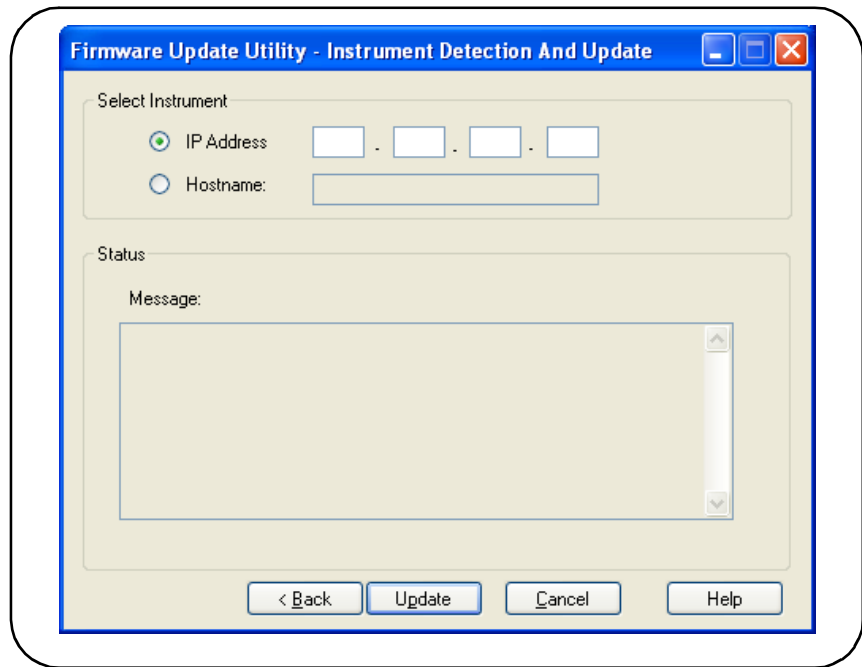 Firmware Update Utility - Instrument Detection And Update
Select Instrument
IP Address . . .
Hostname:
Status
Message:
< Back Update Cancel Help